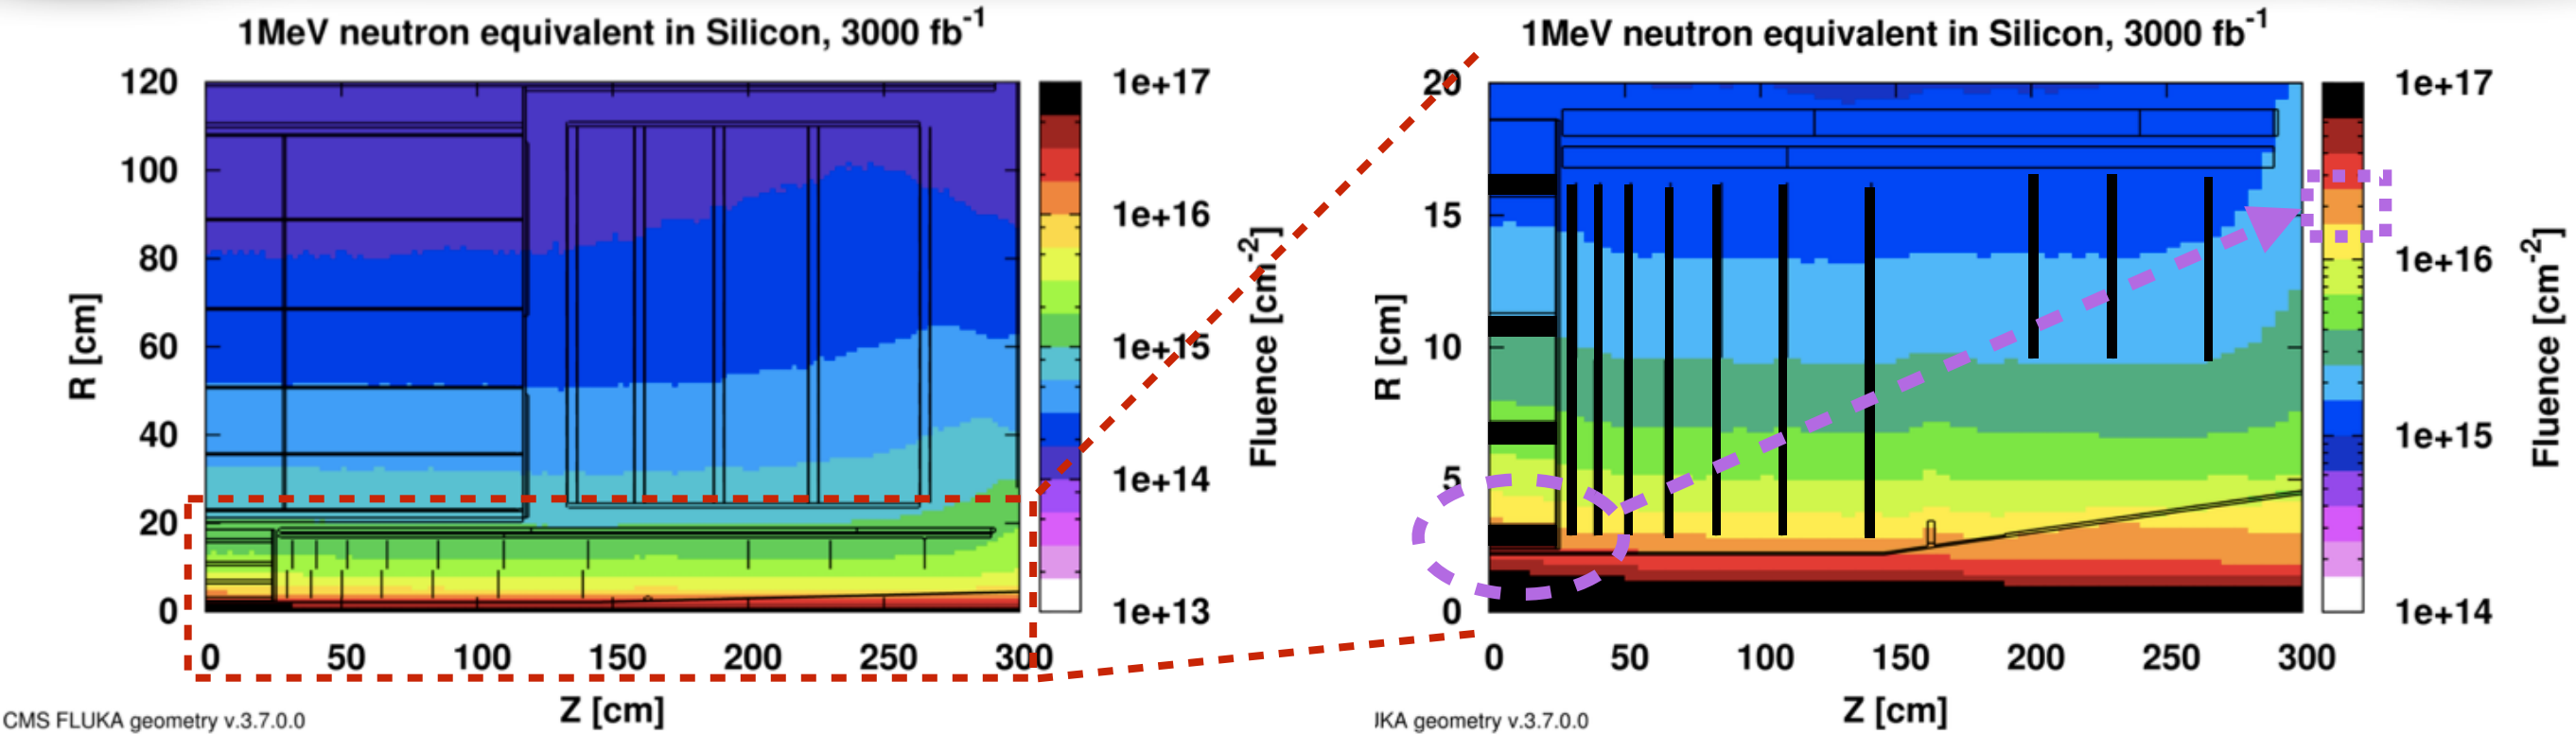 1MeV neutron equivalent in Silicon, 3000 fb-1
120
100
80
60
40
20
0
R [cm]
0 50 100 150 200 250 300
Z [cm]
1e+17
1e+16
1e+15
1e+14
1e+13
Fluence [cm-2]
CMS FLUKA geometry v.3.7.0.0
1MeV neutron equivalent in Silicon, 3000 fb-1
20
15
10
5
0
R [cm]
0 50 100 150 200 250 300
Z [cm]
1e+17
1e+16
1e+15
1e+14
Fluence [cm-2]
JKA geometry v.3.7.0.0